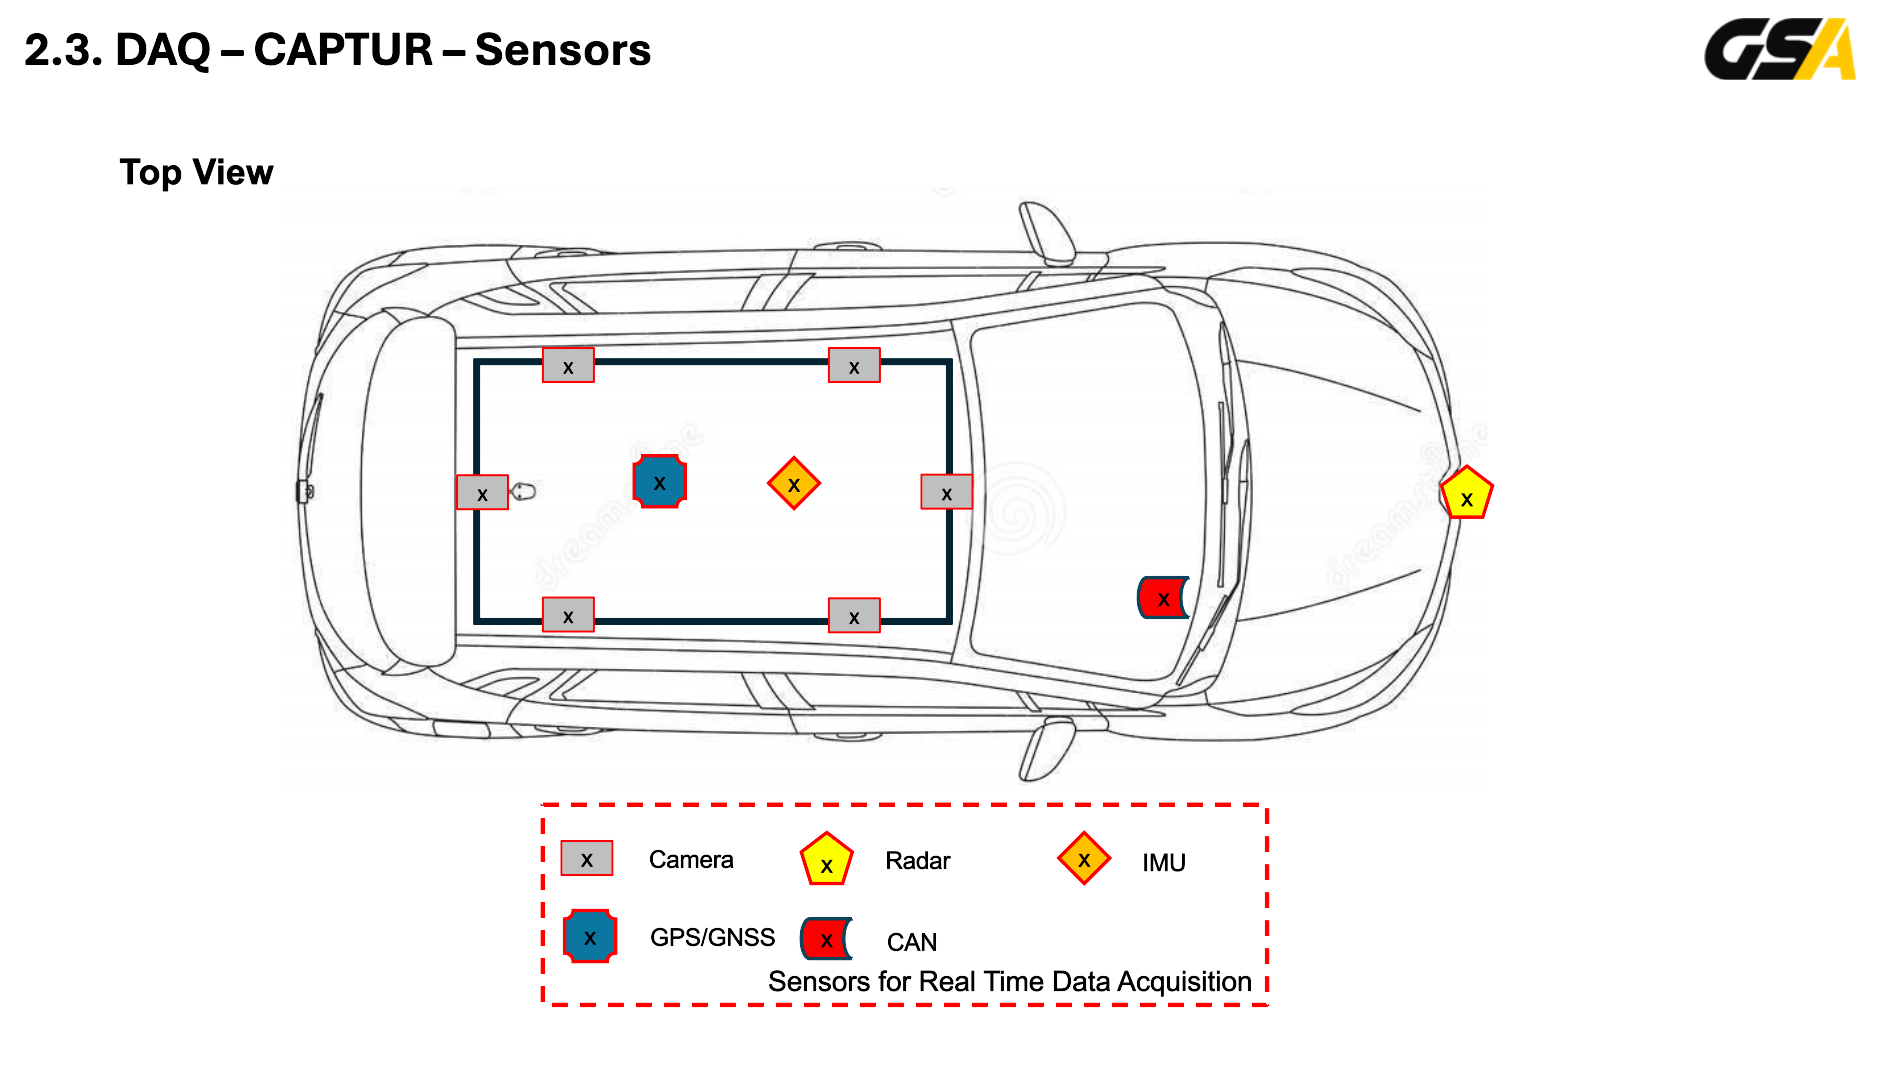 2.3. DAQ – CAPTUR – Sensors
GSA
Top View
x
x
x
x
x
x
x
x
x
x
dreamstime
x Camera
x Radar
x IMU
x GPS/GNSS
x CAN
Sensors for Real Time Data Acquisition